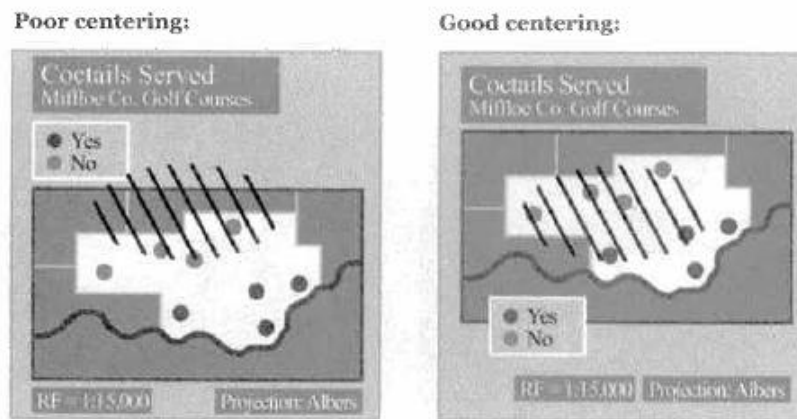 Poor centering:
Coctails Served
Miffloe Co. Golf Courses
Yes
No
RF = 1:15,000
Projection: Albers
Good centering:
Coctails Served
Miffloe Co. Golf Courses
Yes
No
RF = 1:15,000
Projection: Albers